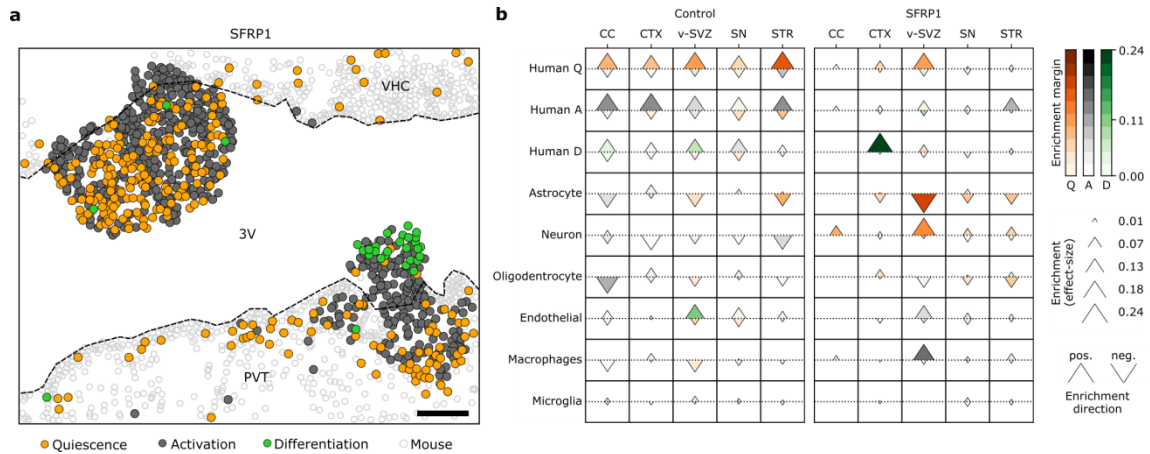 a
SFRP1
VHC
3V
PVT
Quiescence Activation Differentiation Mouse
b
Control SFRP1
CC CTX v-SVZ SN STR CC CTX v-SVZ SN STR
Human Q
Human A
Human D
Astrocyte
Neuron
Oligodentrocyte
Endothelial
Macrophages
Microglia
Enrichment margin
0.24
0.11
0.00
Q A D
Enrichment
(effect-size)
0.01
0.07
0.13
0.18
0.24
pos. neg.
Enrichment
direction